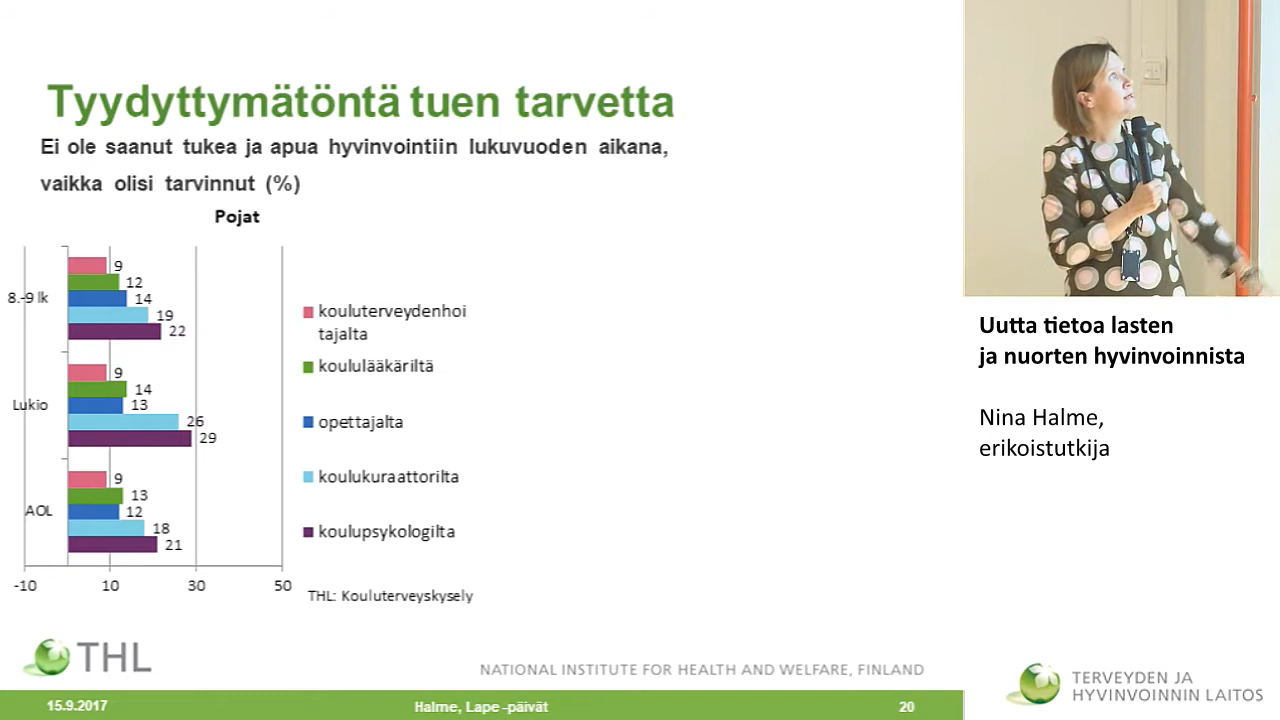 Tyydyttymätöntä tuen tarvetta
Ei ole saanut tukea ja apua hyvinvointiin lukuvuoden aikana,
vaikka olisi tarvinnut (%)
Pojat
8.-9 lk
9
12
14
19
22
Lukio
9
14
13
26
29
AOL
9
13
12
18
21
-10 10 30 50
kouluterveydenhoi
tajalta
koululääkäriltä
opettajalta
koulukuraattorilta
koulupsykologilta
THL: Kouluterveyskysely
THL
NATIONAL INSTITUTE FOR HEALTH AND WELFARE, FINLAND
15.9.2017 Halme, Lape -päivät 20
Uutta tietoa lasten
ja nuorten hyvinvoinnista
Nina Halme,
erikoistutkija
TERVEYDEN JA
HYVINVOINNIN LAITOS